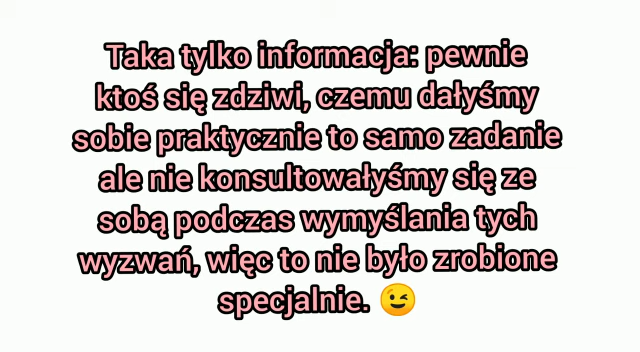 Taka tylko informacja: pewnie
ktoś się zdziwi, czemu dałyśmy
sobie praktycznie to samo zadanie
ale nie konsultowałyśmy się ze
sobą podczas wymyślania tych
wyzwań, więc to nie było zrobione
specjalnie. 😉